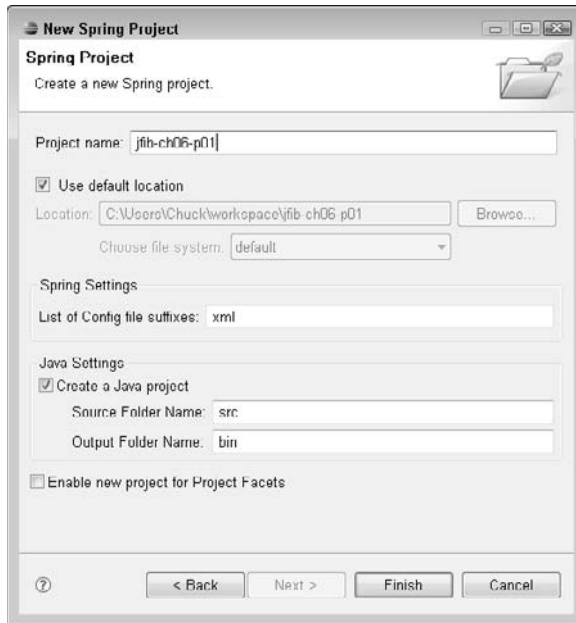 New Spring Project
Spring Project
Create a new Spring project.
Project name: jfib-ch06-p01
Use default location
Location: C:\Users\Chuck\workspace\jfib-ch06-p01 Browse...
Choose file system: default
Spring Settings
List of Config file suffixes: xml
Java Settings
Create a Java project
Source Folder Name: src
Output Folder Name: bin
Enable new project for Project Facets
? < Back Next > Finish Cancel